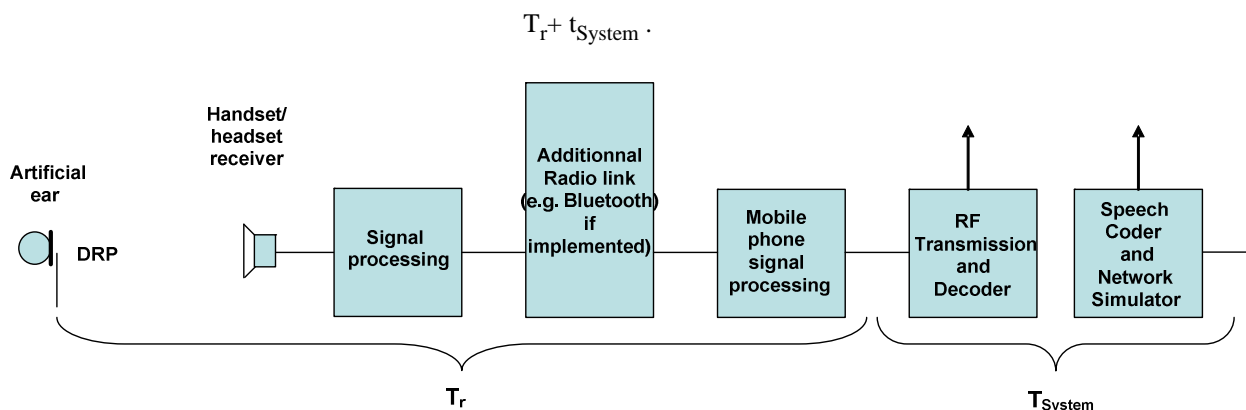 Tr+ tSystem .
Handset/
headset
receiver
Artificial
ear
DRP
Signal
processing
Additionnal
Radio link
(e.g. Bluetooth)
if
implemented)
Mobile
phone
signal
processing
RF
Transmission
and
Decoder
Speech
Coder
and
Network
Simulator
Tr
TSystem